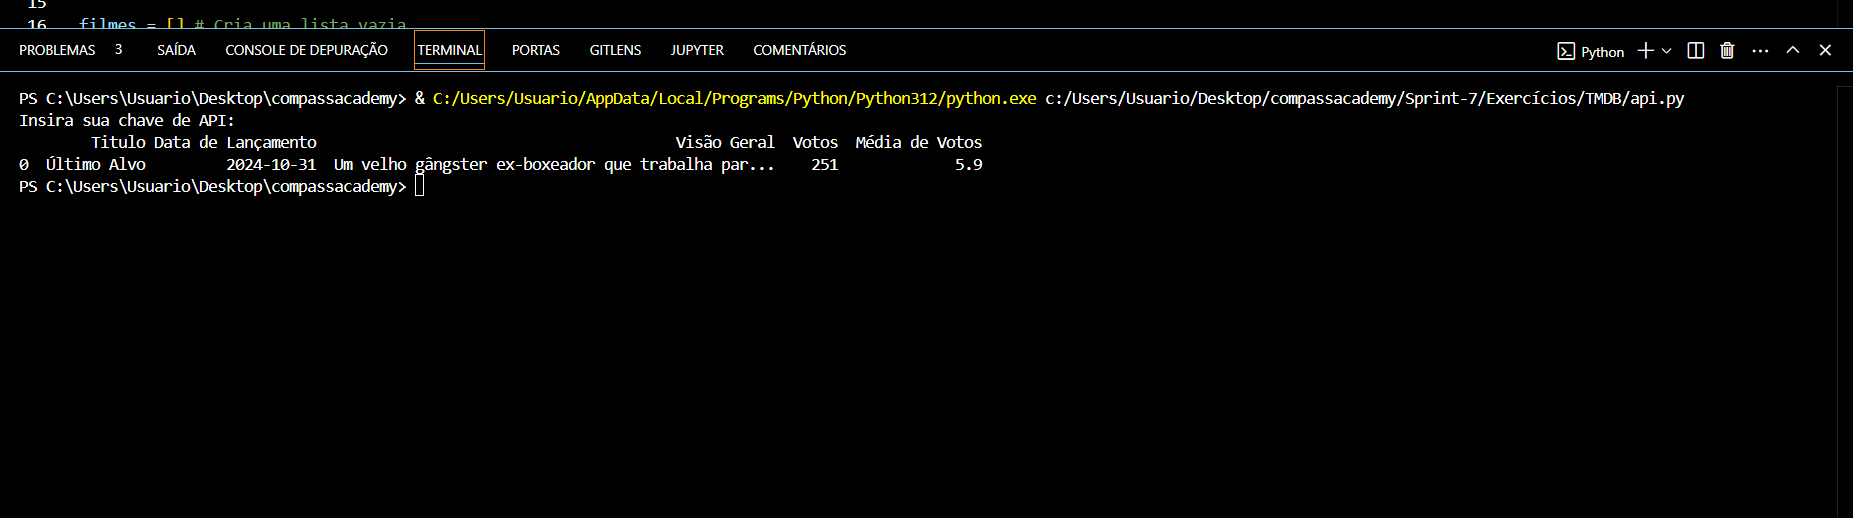 15
16 filmes = [] # Cria uma lista vazia
PROBLEMAS 3 SAÍDA CONSOLE DE DEPURAÇÃO TERMINAL PORTAS GITLENS JUPYTER COMENTÁRIOS Python
PS C:\Users\Usuario\Desktop\compassacademy> & C:/Users/Usuario/AppData/Local/Programs/Python/Python312/python.exe c:/Users/Usuario/Desktop/compassacademy/Sprint-7/Exercícios/TMDB/api.py
Insira sua chave de API:
Titulo Data de Lançamento Visão Geral Votos Média de Votos
0 Último Alvo 2024-10-31 Um velho gângster ex-boxeador que trabalha par... 251 5.9
PS C:\Users\Usuario\Desktop\compassacademy>